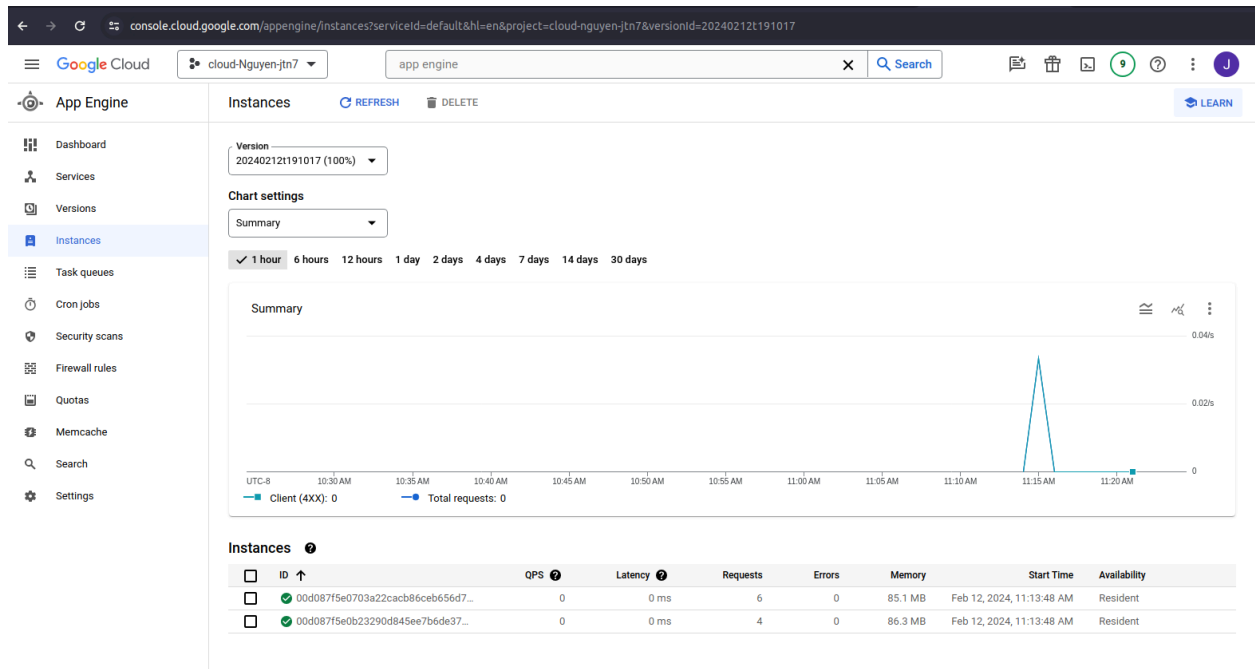 console.cloud.google.com/appengine/instances?serviceId=default&hl=en&project=cloud-nguyen-jtn7&versionId=20240212t191017
Google Cloud cloud-Nguyen-jtn7 app engine Search 9 J
App Engine
Instances REFRESH DELETE LEARN
Dashboard
Services
Versions
Instances
Task queues
Cron jobs
Security scans
Firewall rules
Quotas
Memcache
Search
Settings
Version
20240212t191017 (100%)
Chart settings
Summary
1 hour 6 hours 12 hours 1 day 2 days 4 days 7 days 14 days 30 days
Summary
0.04/s
0.02/s
0
UTC-8 10:30 AM 10:35 AM 10:40 AM 10:45 AM 10:50 AM 10:55 AM 11:00 AM 11:05 AM 11:10 AM 11:15 AM 11:20 AM
Client (4XX): 0 Total requests: 0
Instances
ID QPS Latency Requests Errors Memory Start Time Availability
00d087f5e0703a22cacb86ceb656d7... 0 0 ms 6 0 85.1 MB Feb 12, 2024, 11:13:48 AM Resident
00d087f5e0b23290d845ee7b6de37... 0 0 ms 4 0 86.3 MB Feb 12, 2024, 11:13:48 AM Resident